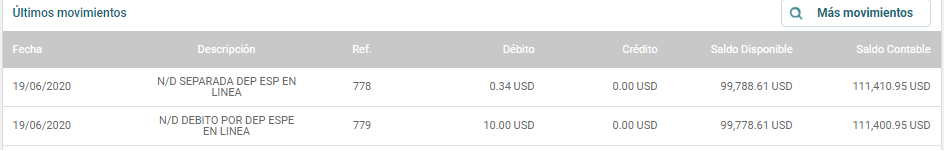 Últimos movimientos
Más movimientos
Fecha Descripción Ref. Débito Crédito Saldo Disponible Saldo Contable
19/06/2020 N/D SEPARADA DEP ESP EN LINEA 778 0.34 USD 0.00 USD 99,788.61 USD 111,410.95 USD
19/06/2020 N/D DEBITO POR DEP ESPE EN LINEA 779 10.00 USD 0.00 USD 99,778.61 USD 111,400.95 USD